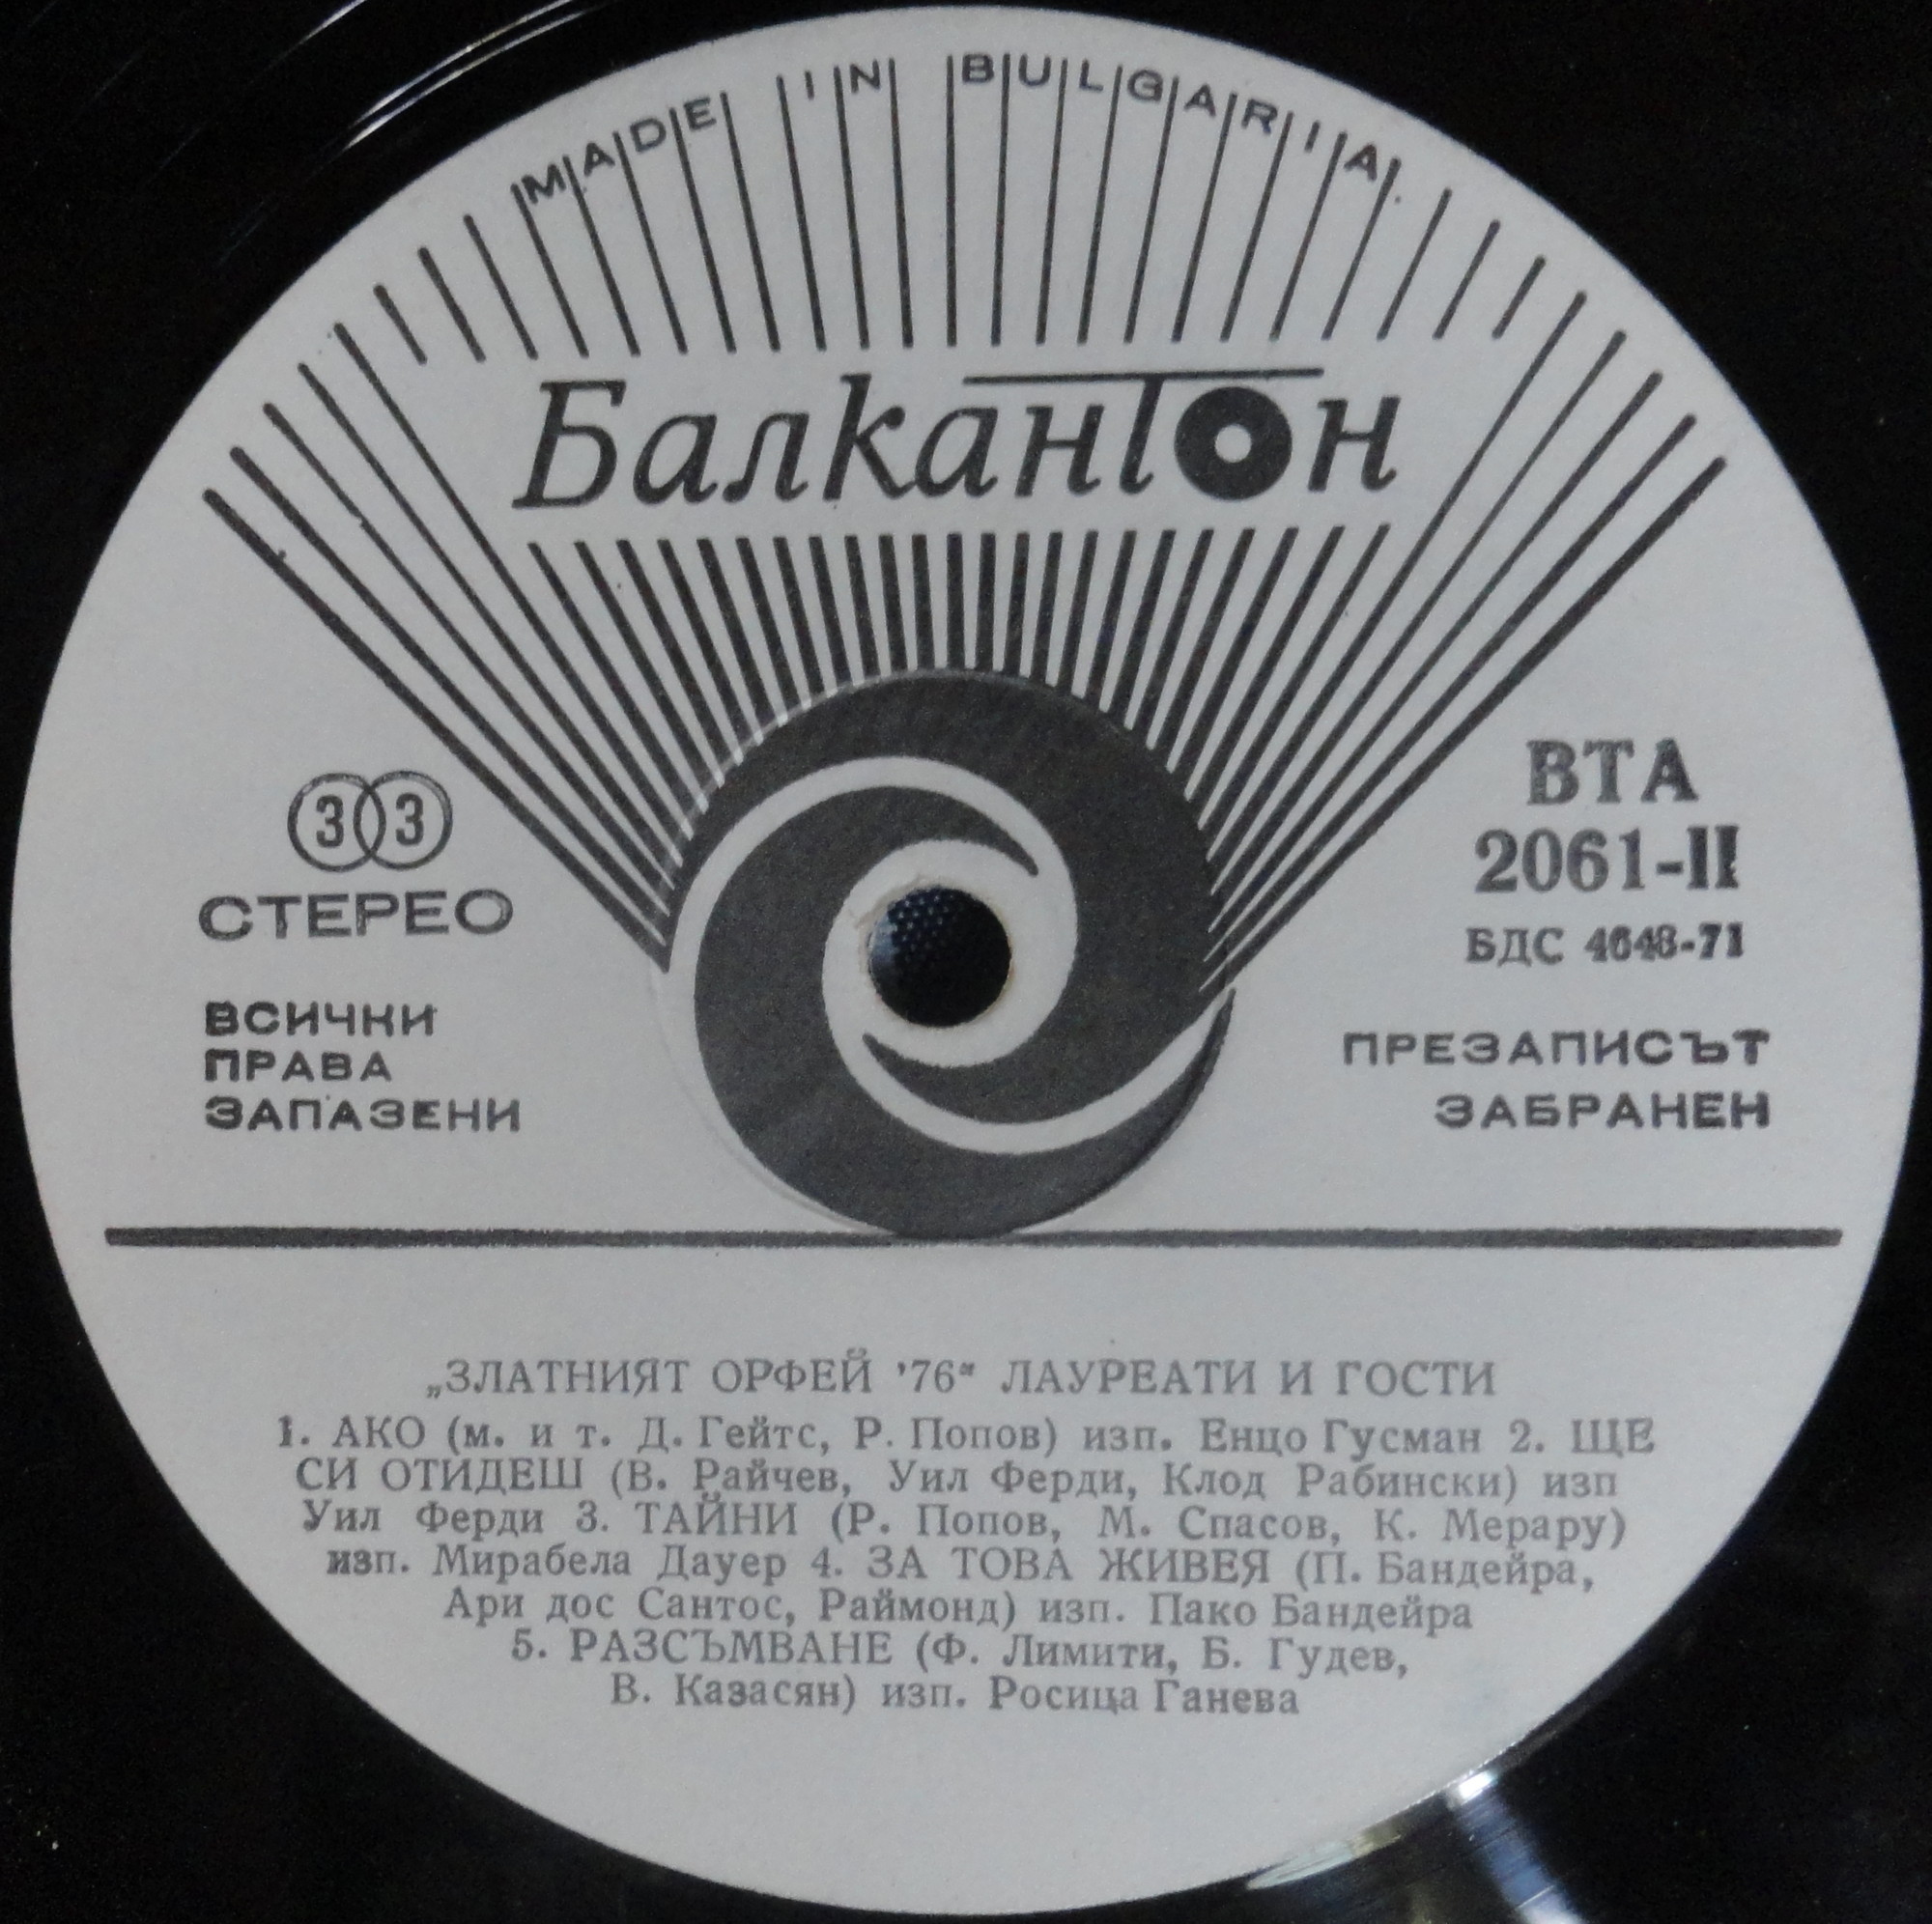 MADE IN BULGARIA
Балкантон
33
СТЕРЕО
ВСИЧКИ
ПРАВА
ЗАПАЗЕНИ
ВТА
2061-II
БДС 4648-71
ПРЕЗАПИСЪТ
ЗАБРАНЕН
„ЗЛАТНИЯТ ОРФЕЙ '76“ ЛАУРЕАТИ И ГОСТИ
1. АКО (м. и т. Д. Гейтс, Р. Попов) изп. Енцо Гусман 2. ЩЕ
СИ ОТИДЕШ (В. Райчев, Уил Ферди, Клод Рабински) изп
Уил Ферди 3. ТАЙНИ (Р. Попов, М. Спасов, К. Мерару)
изп. Мирабела Дауер 4. ЗА ТОВА ЖИВЕЯ (П. Бандейра,
Ари дос Сантос, Раймонд) изп. Пако Бандейра
5. РАЗСЪМВАНЕ (Ф. Лимити, Б. Гудев,
В. Казасян) изп. Росица Ганева